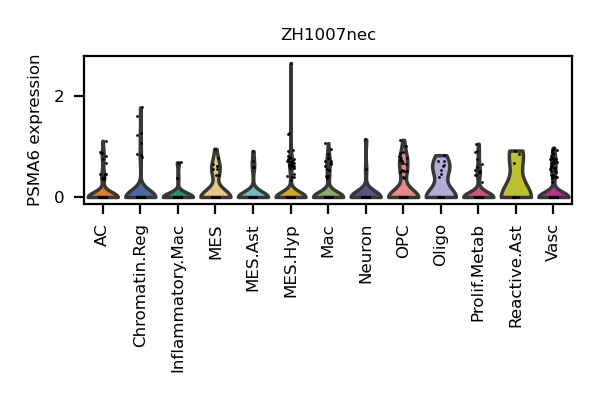 ZH1007nec
PSMA6 expression
2
0
AC
Chromatin.Reg
Inflammatory.Mac
MES
MES.Ast
MES.Hyp
Mac
Neuron
OPC
Oligo
Prolif.Metab
Reactive.Ast
Vasc